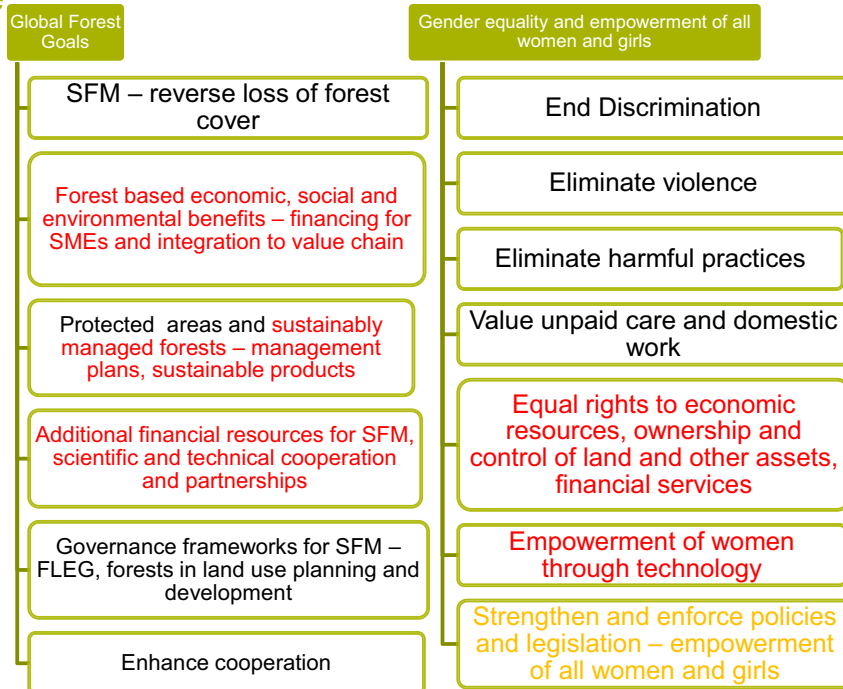 Global Forest
Goals
SFM – reverse loss of forest
cover
Forest based economic, social and
environmental benefits – financing for
SMEs and integration to value chain
Protected areas and sustainably
managed forests – management
plans, sustainable products
Additional financial resources for SFM,
scientific and technical cooperation
and partnerships
Governance frameworks for SFM –
FLEG, forests in land use planning and
development
Enhance cooperation
Gender equality and empowerment of all
women and girls
End Discrimination
Eliminate violence
Eliminate harmful practices
Value unpaid care and domestic
work
Equal rights to economic
resources, ownership and
control of land and other assets,
financial services
Empowerment of women
through technology
Strengthen and enforce policies
and legislation – empowerment
of all women and girls